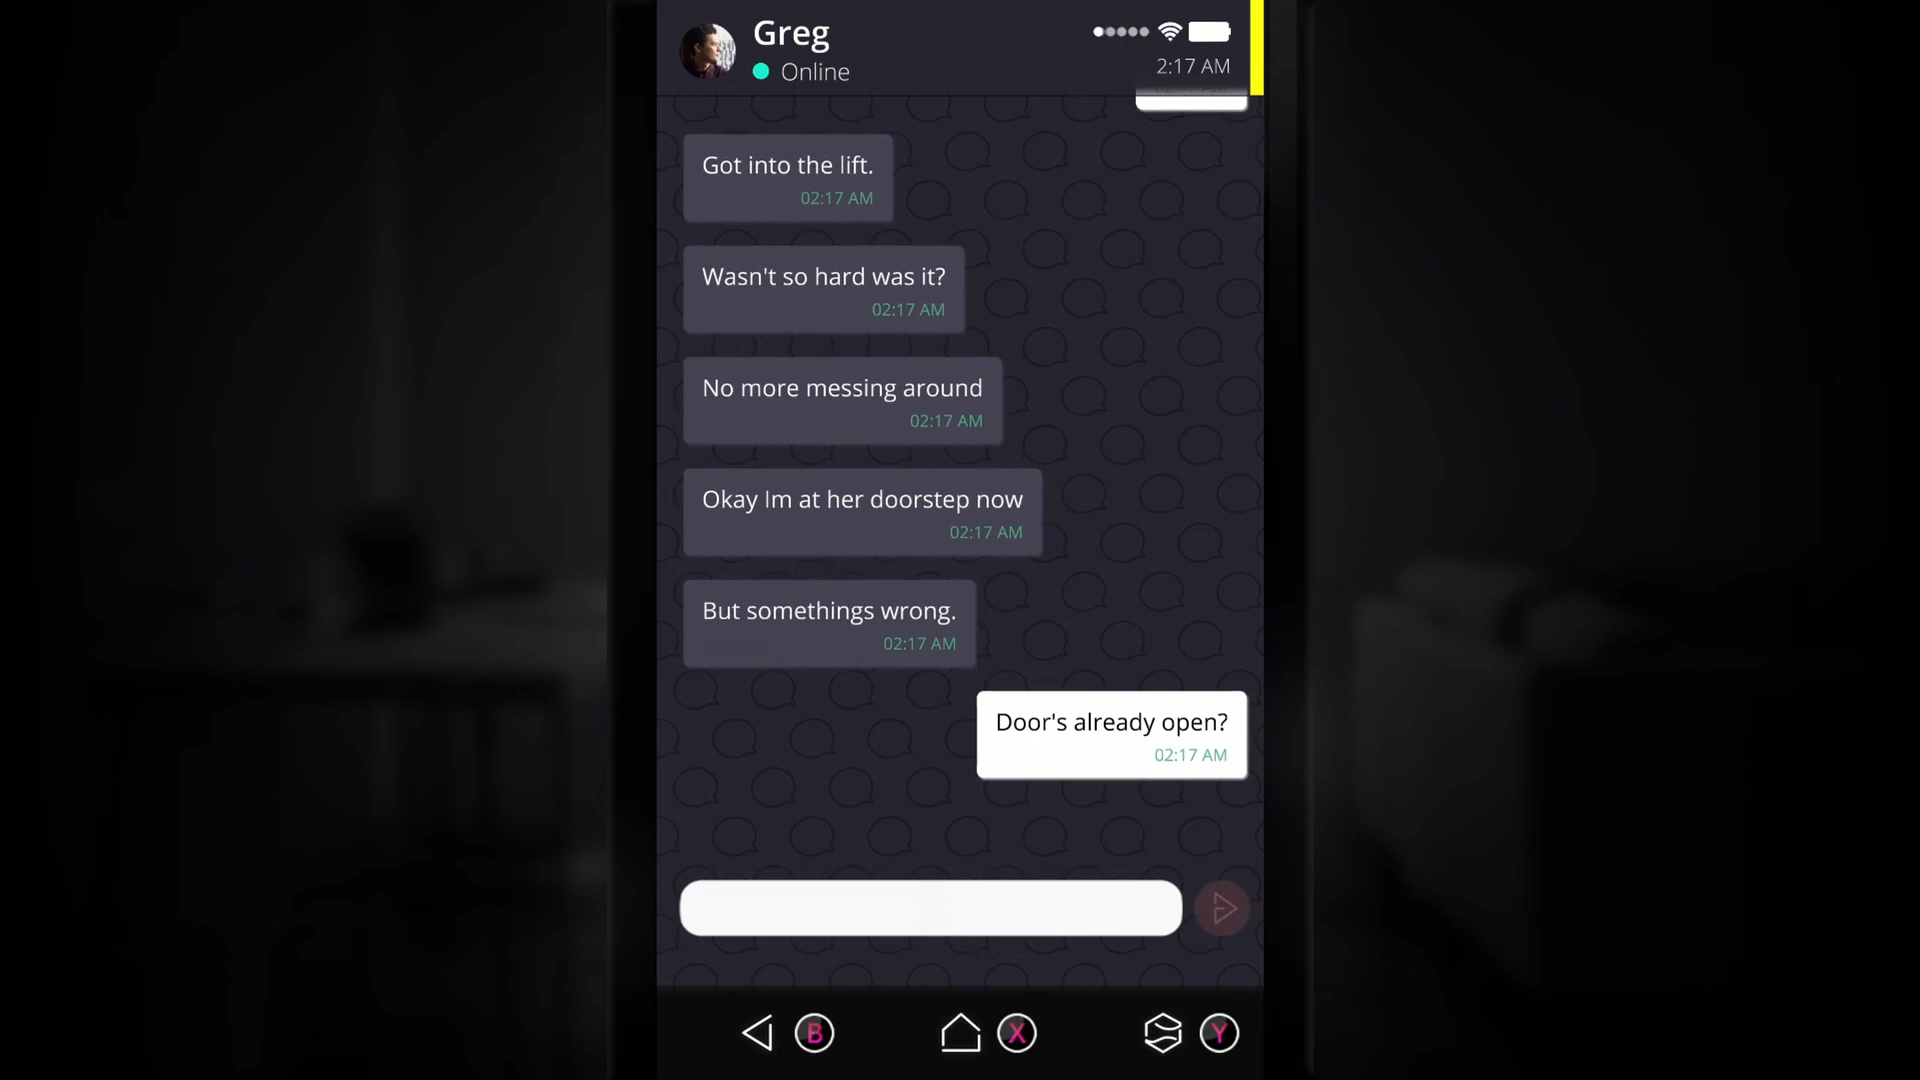 Greg
Online
2:17 AM
Got into the lift.
02:17 AM
Wasn't so hard was it?
02:17 AM
No more messing around
02:17 AM
Okay Im at her doorstep now
02:17 AM
But somethings wrong.
02:17 AM
Door's already open?
02:17 AM
B
X
Y